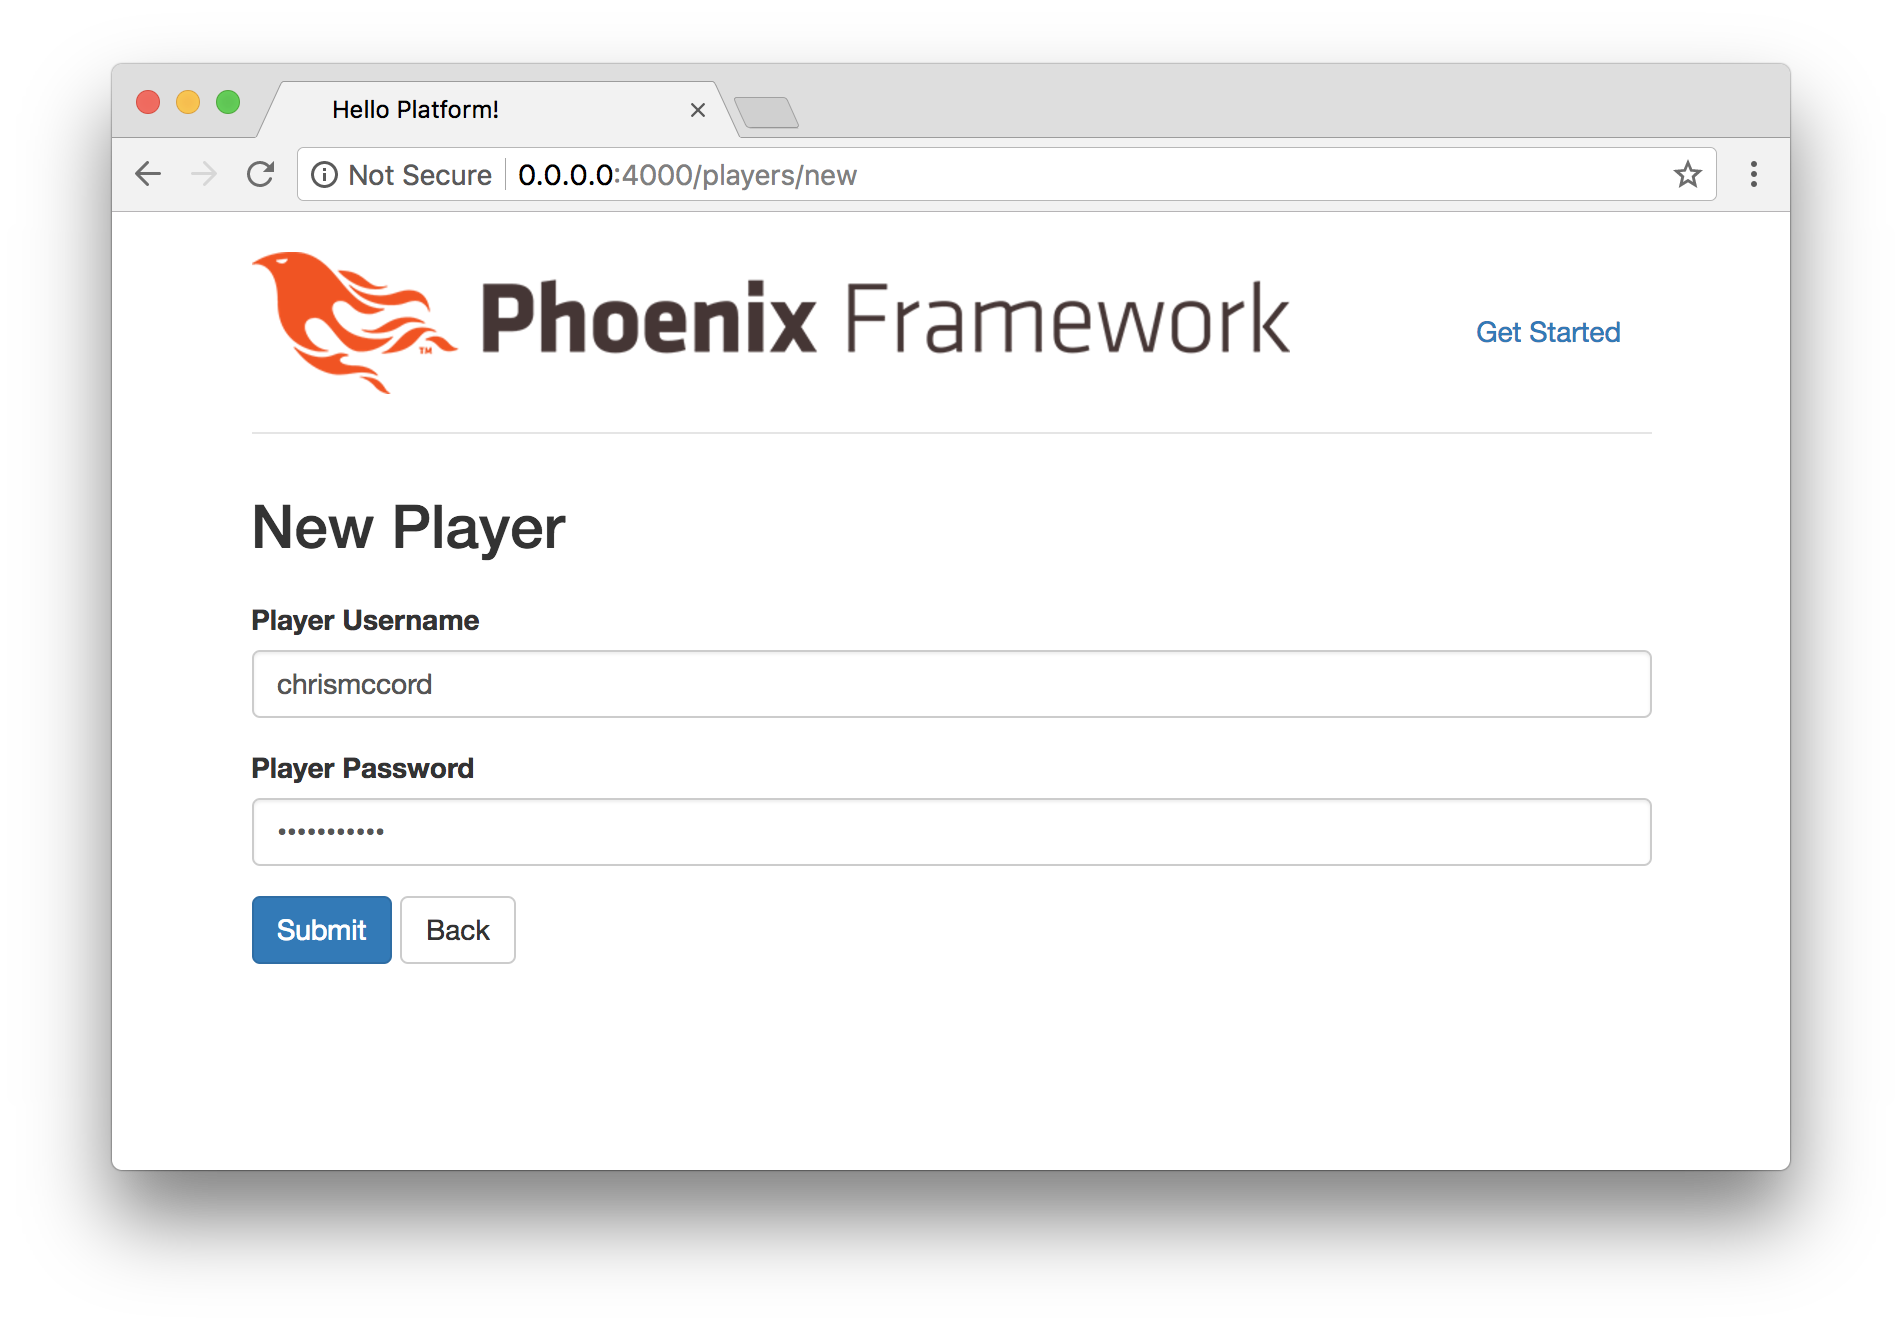 Hello Platform!
Not Secure 0.0.0.0:4000/players/new
Phoenix Framework
TM
Get Started
New Player
Player Username
chrismccord
Player Password
•••••••••••
Submit Back